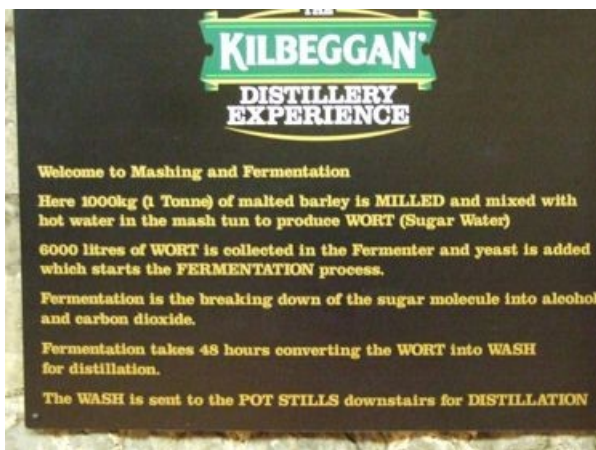 THE
KILBEGGAN®
DISTILLERY
EXPERIENCE
Welcome to Mashing and Fermentation
Here 1000kg (1 Tonne) of malted barley is MILLED and mixed with
hot water in the mash tun to produce WORT (Sugar Water)
6000 litres of WORT is collected in the Fermenter and yeast is added
which starts the FERMENTATION process.
Fermentation is the breaking down of the sugar molecule into alcohol
and carbon dioxide.
Fermentation takes 48 hours converting the WORT into WASH
for distillation.
The WASH is sent to the POT STILLS downstairs for DISTILLATION